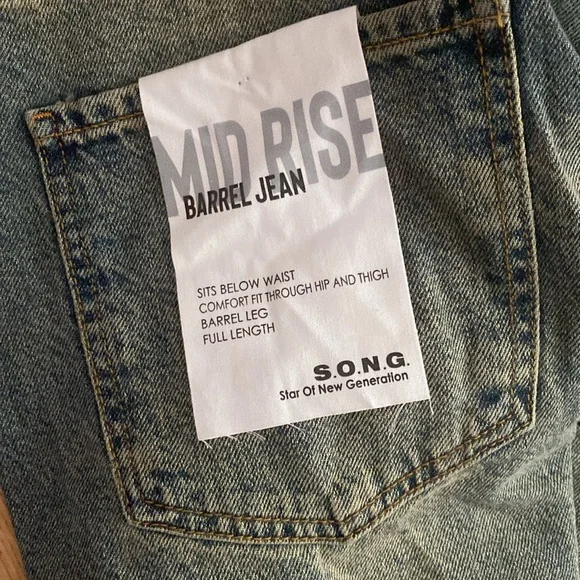 MID RISE
BARREL JEAN
SITS BELOW WAIST
COMFORT FIT THROUGH HIP AND THIGH
BARREL LEG
FULL LENGTH
S.O.N.G.
Star Of New Generation